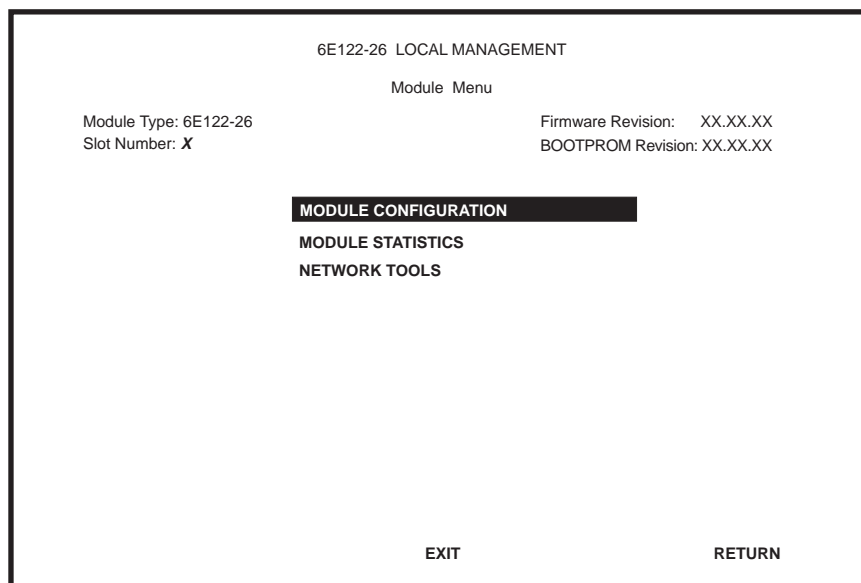 6E122-26 LOCAL MANAGEMENT
Module Menu
Module Type: 6E122-26
Firmware Revision: XX.XX.XX
Slot Number: X
BOOTPROM Revision: XX.XX.XX
MODULE CONFIGURATION
MODULE STATISTICS
NETWORK TOOLS
EXIT
RETURN